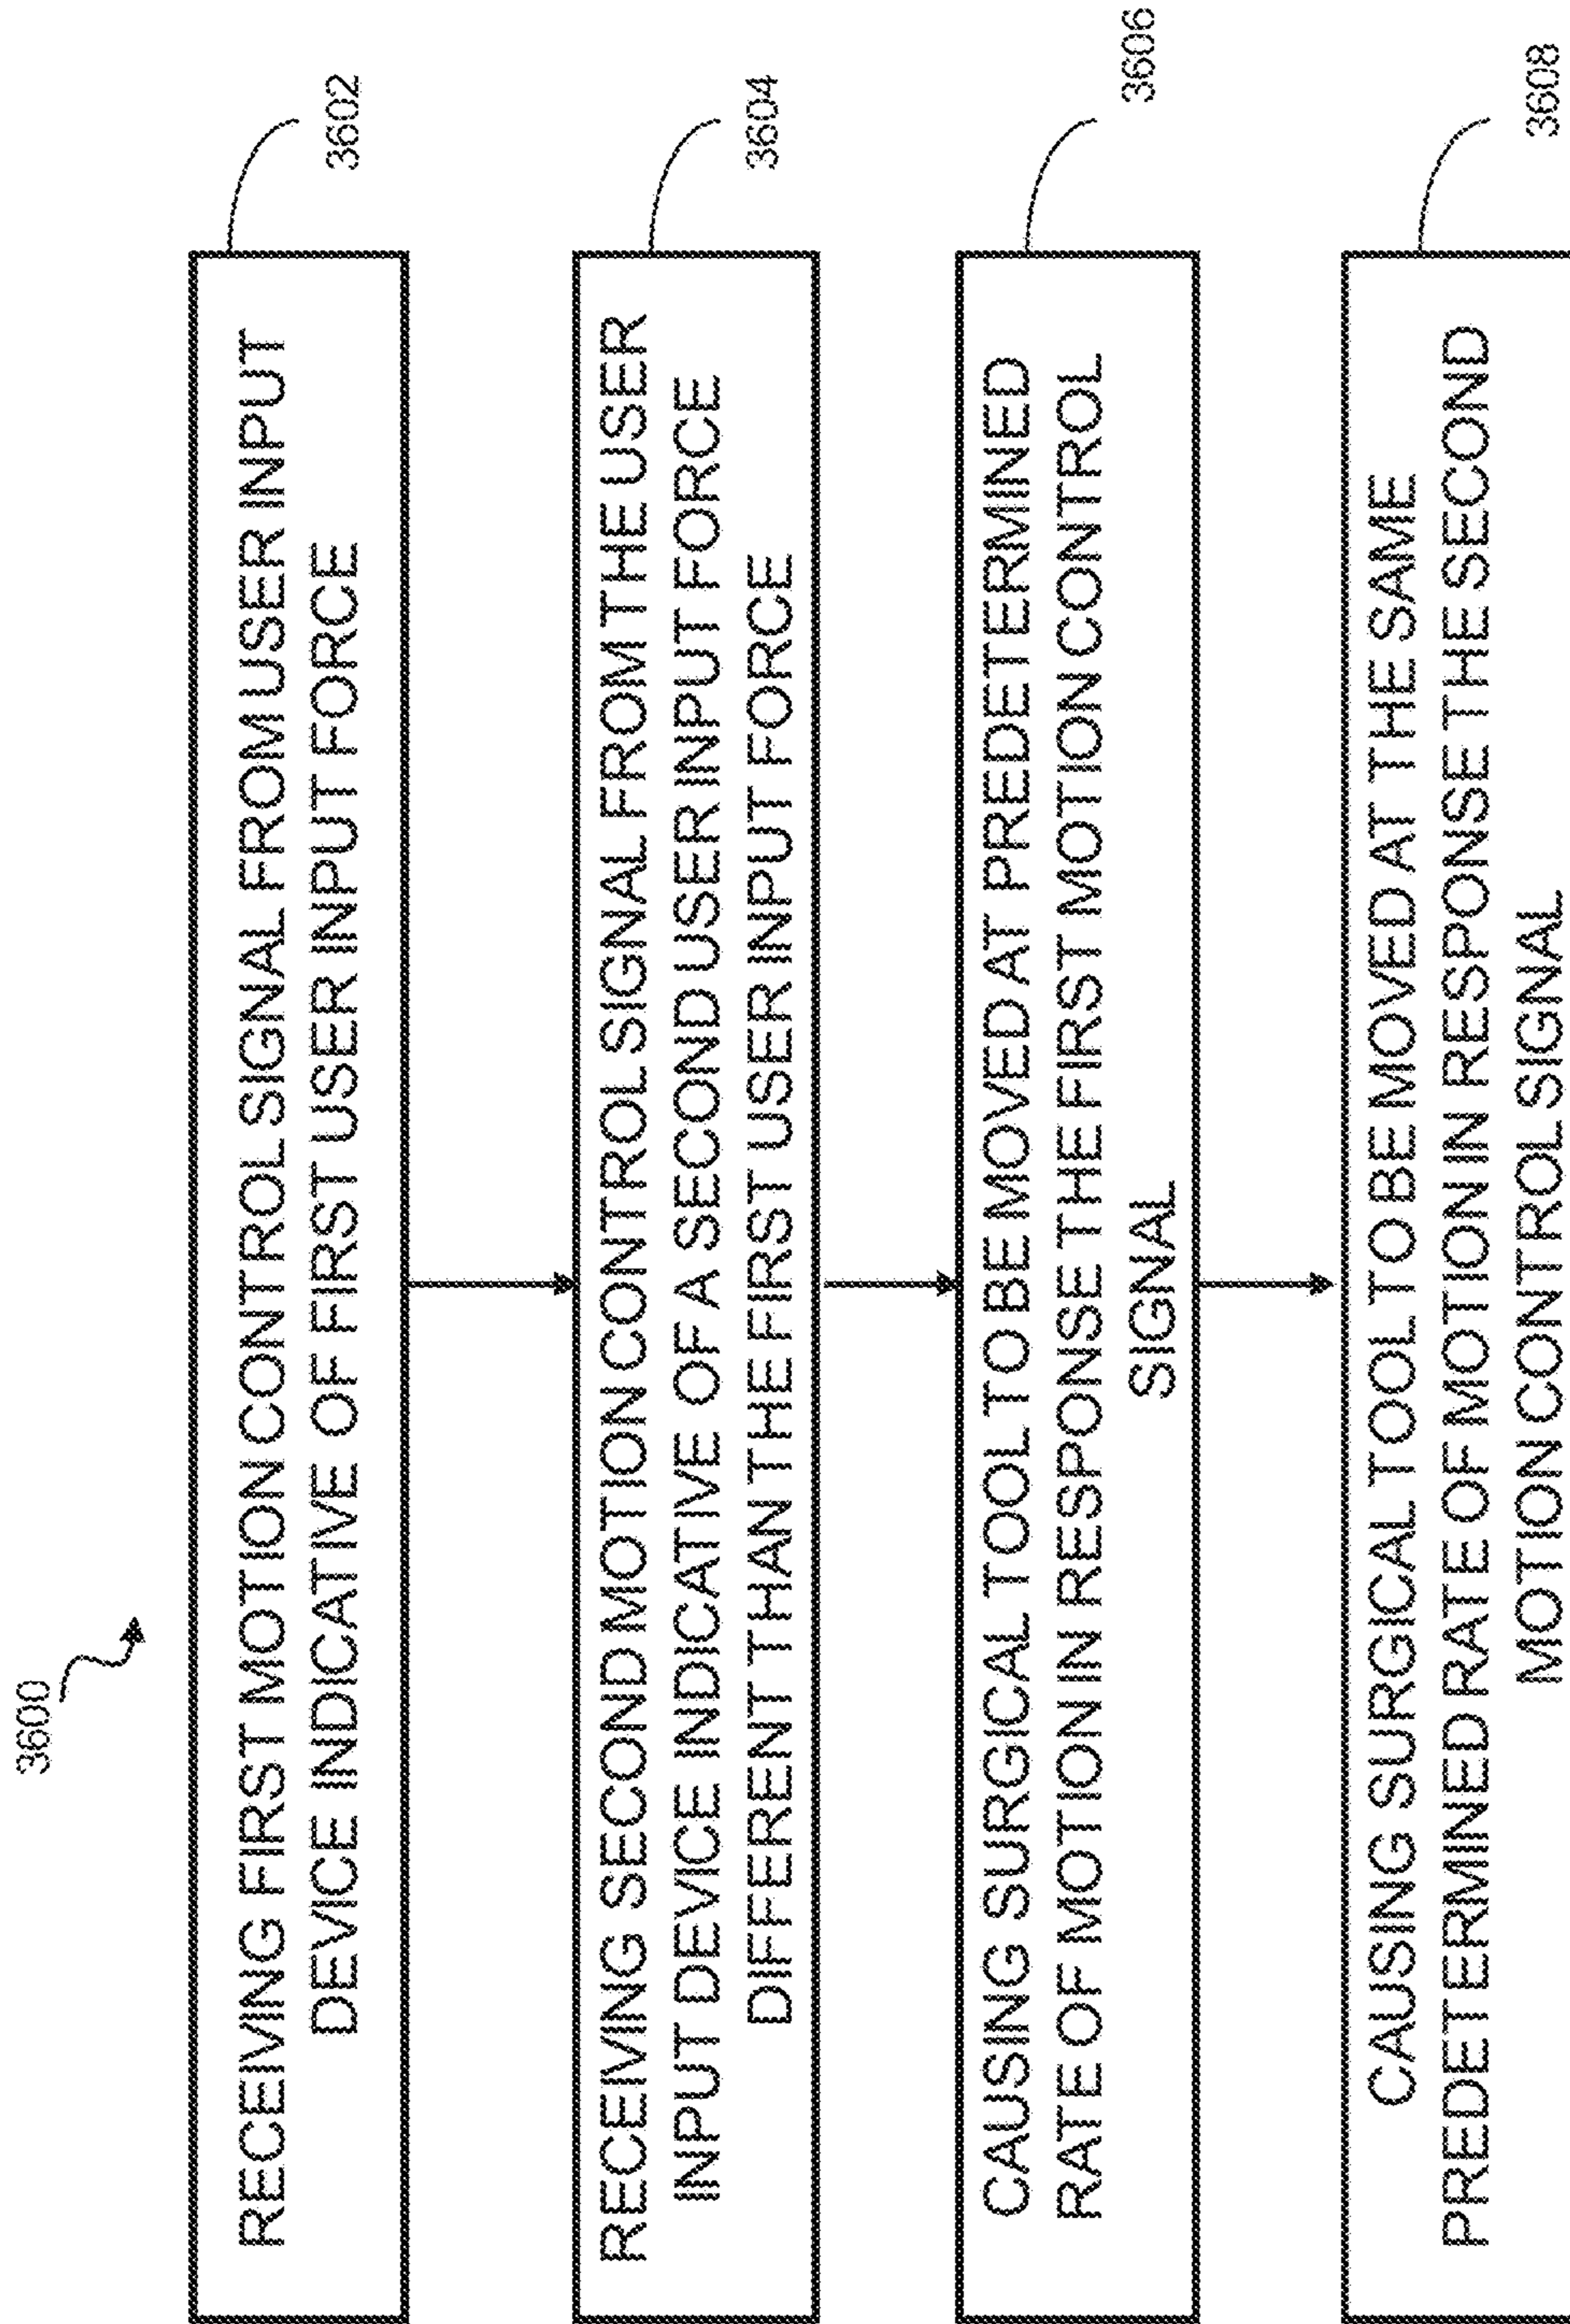 3600
RECEIVING FIRST MOTION CONTROL SIGNAL FROM USER INPUT
DEVICE INDICATIVE OF FIRST USER INPUT FORCE
3602
RECEIVING SECOND MOTION CONTROL SIGNAL FROM THE USER
INPUT DEVICE INDICATIVE OF A SECOND USER INPUT FORCE
DIFFERENT THAN THE FIRST USER INPUT FORCE
3604
CAUSING SURGICAL TOOL TO BE MOVED AT PREDETERMINED
RATE OF MOTION IN RESPONSE THE FIRST MOTION CONTROL
SIGNAL
3606
CAUSING SURGICAL TOOL TO BE MOVED AT THE SAME
PREDETERMINED RATE OF MOTION IN RESPONSE THE SECOND
MOTION CONTROL SIGNAL
3608